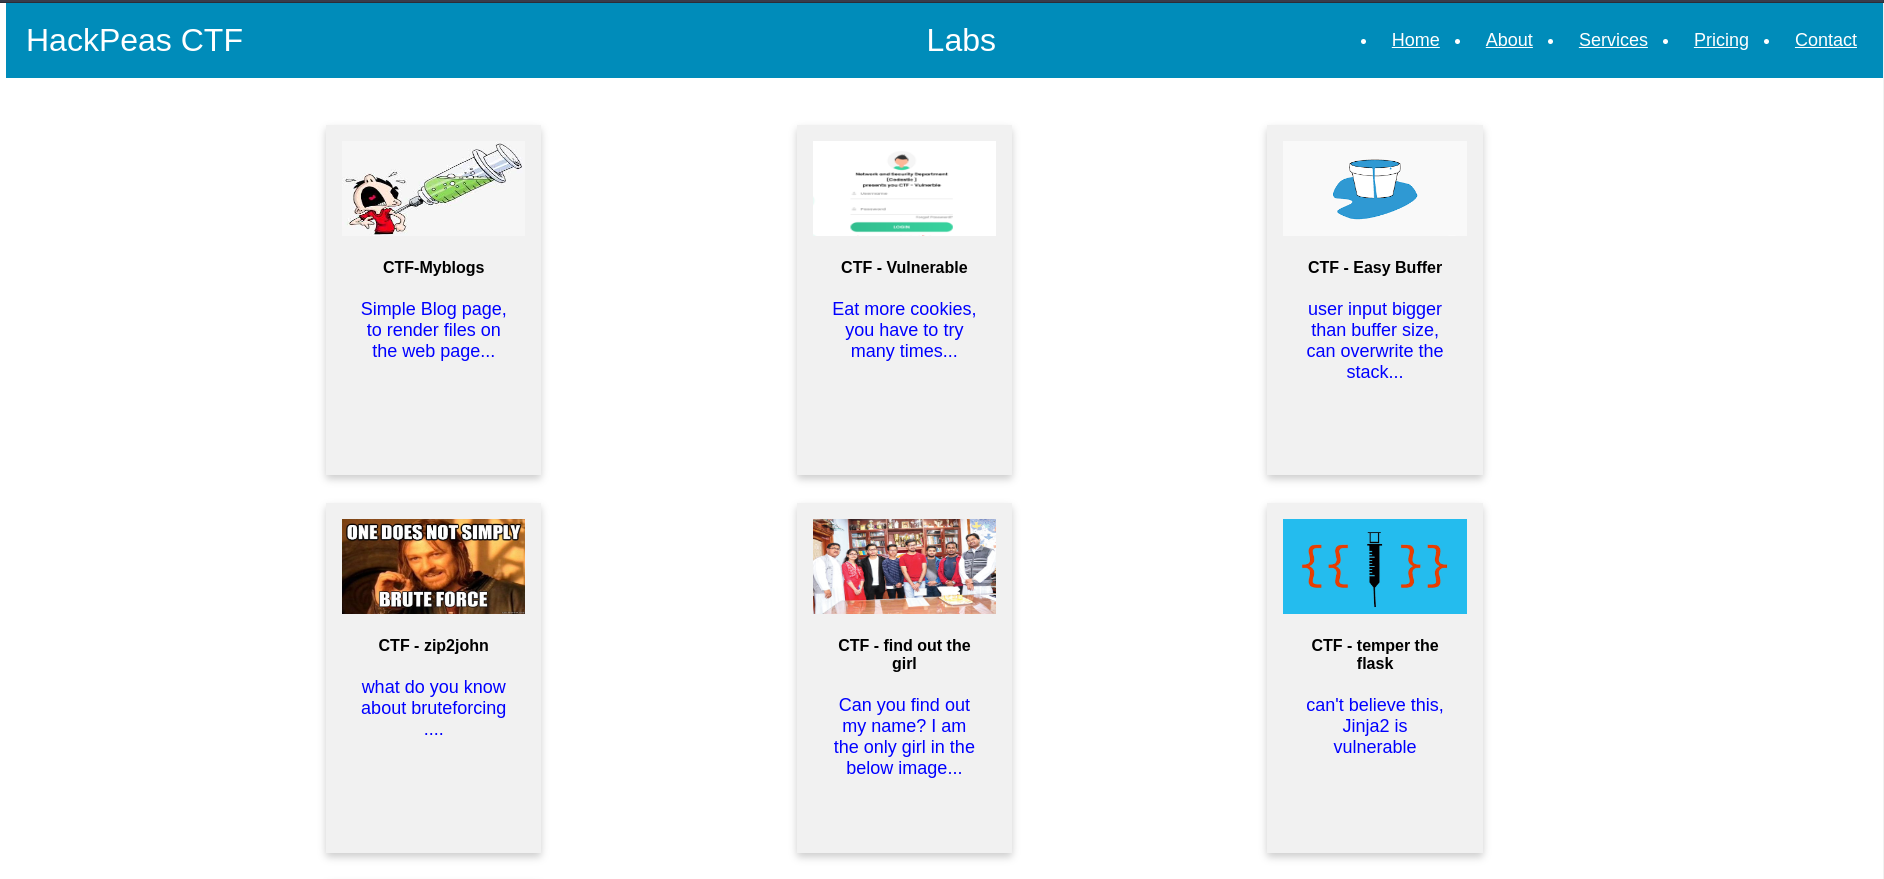 HackPeas CTF
Labs
Home
About
Services
Pricing
Contact
Network and Security Department
presents you CTF - Vulnerble
Username
Password
Forgot Password?
LOGIN
CTF-Myblogs
Simple Blog page,
to render files on
the web page...
CTF - Vulnerable
Eat more cookies,
you have to try
many times...
CTF - Easy Buffer
user input bigger
than buffer size,
can overwrite the
stack...
ONE DOES NOT SIMPLY
BRUTE FORCE
{{ }}
CTF - zip2john
what do you know
about bruteforcing
....
CTF - find out the
girl
Can you find out
my name? I am
the only girl in the
below image...
CTF - temper the
flask
can't believe this,
Jinja2 is
vulnerable